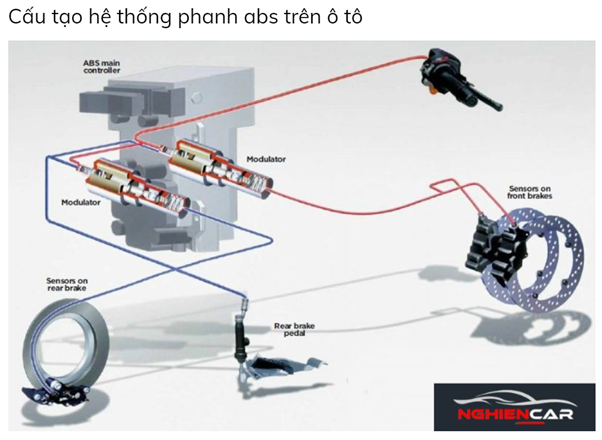 Cấu tạo hệ thống phanh abs trên ô tô
ABS main
controller
Modulator
Modulator
Sensors on
front brakes
Sensors on
rear brake
Rear brake
pedal
NGHIENCAR